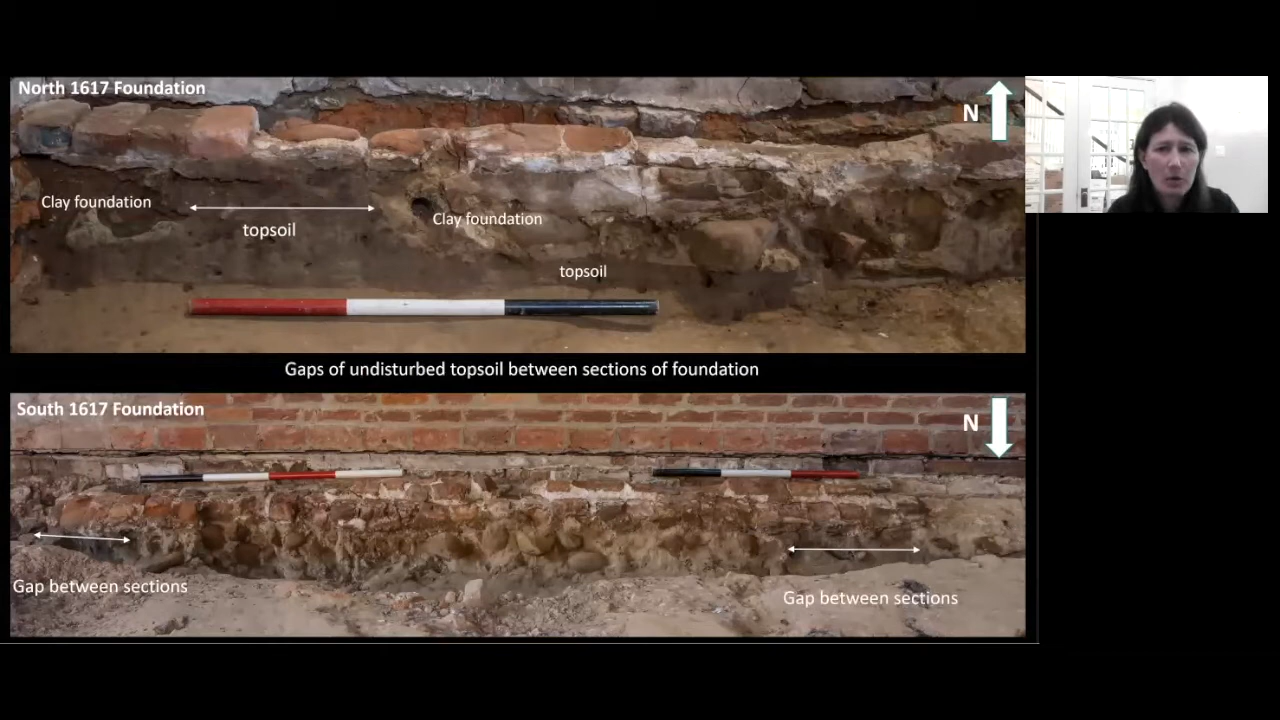 North 1617 Foundation
N
Clay foundation
Clay foundation
topsoil
topsoil
Gaps of undisturbed topsoil between sections of foundation
South 1617 Foundation
N
Gap between sections
Gap between sections